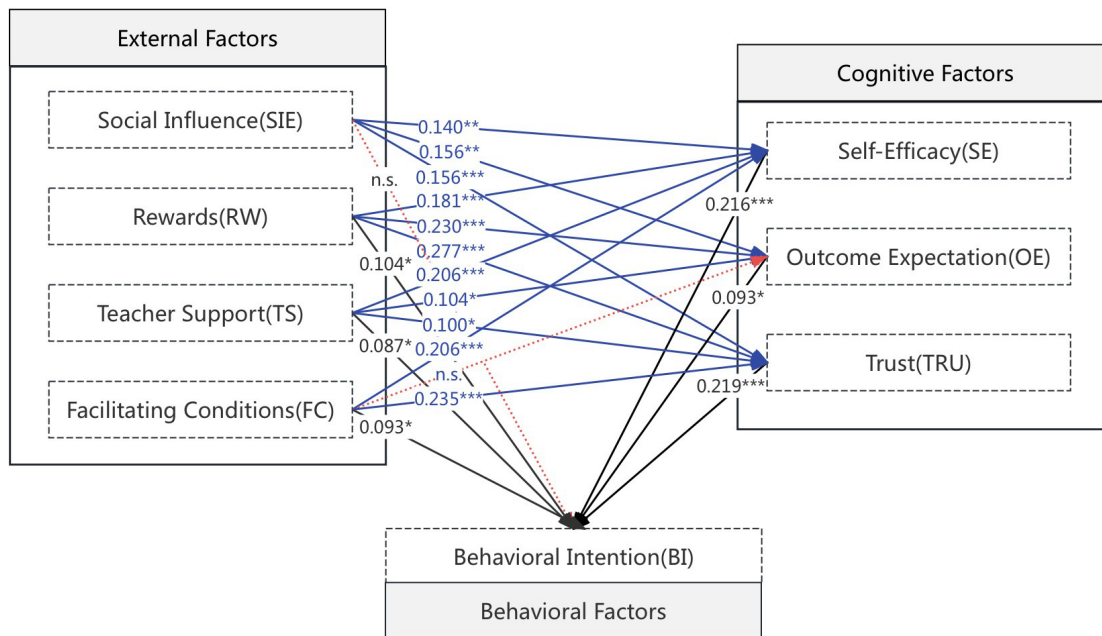 External Factors
Social Influence(SIE)
Rewards(RW)
Teacher Support(TS)
Facilitating Conditions(FC)
0.140**
0.156**
0.156***
n.s.
0.181***
0.230***
0.277***
0.104*
0.206***
0.104*
0.100*
0.087*
0.206***
n.s.
0.235***
0.093*
0.216***
0.093*
0.219***
Cognitive Factors
Self-Efficacy(SE)
Outcome Expectation(OE)
Trust(TRU)
Behavioral Intention(BI)
Behavioral Factors